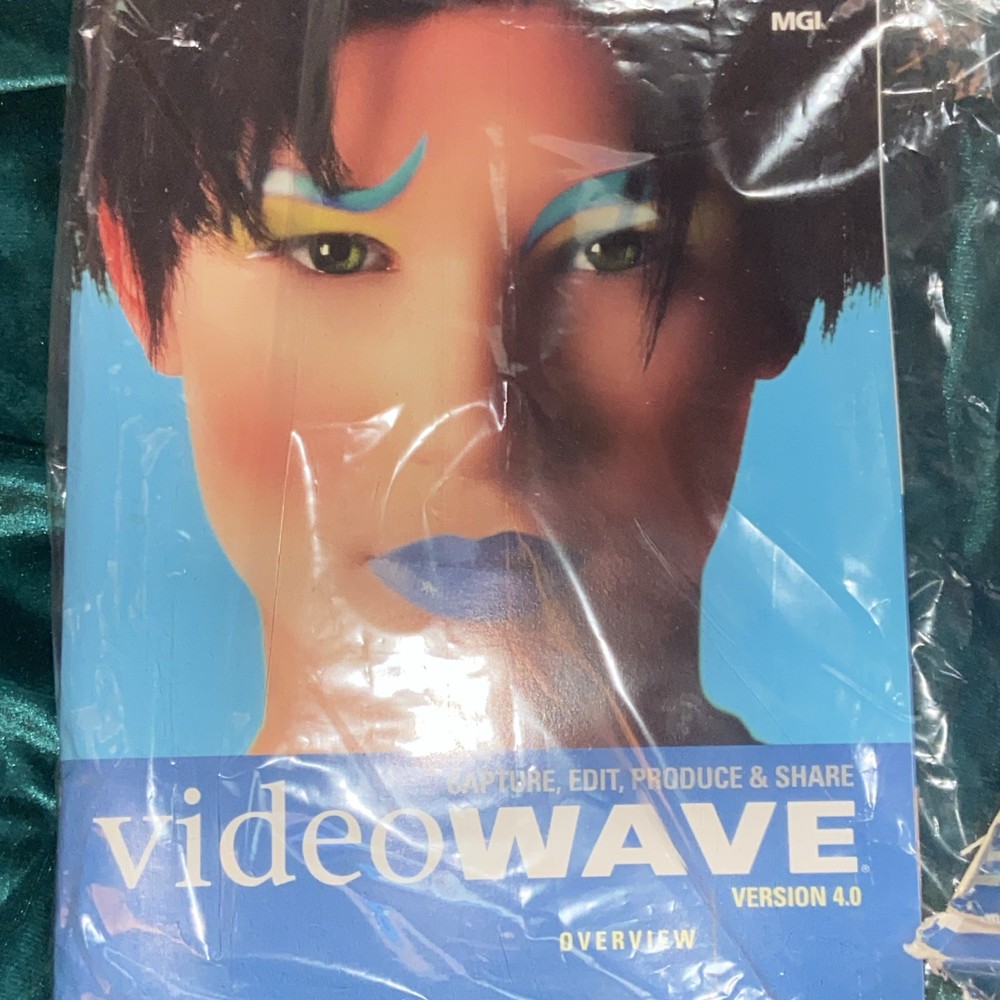 MGI
CAPTURE, EDIT, PRODUCE & SHARE
videoWAVE®
VERSION 4.0
OVERVIEW